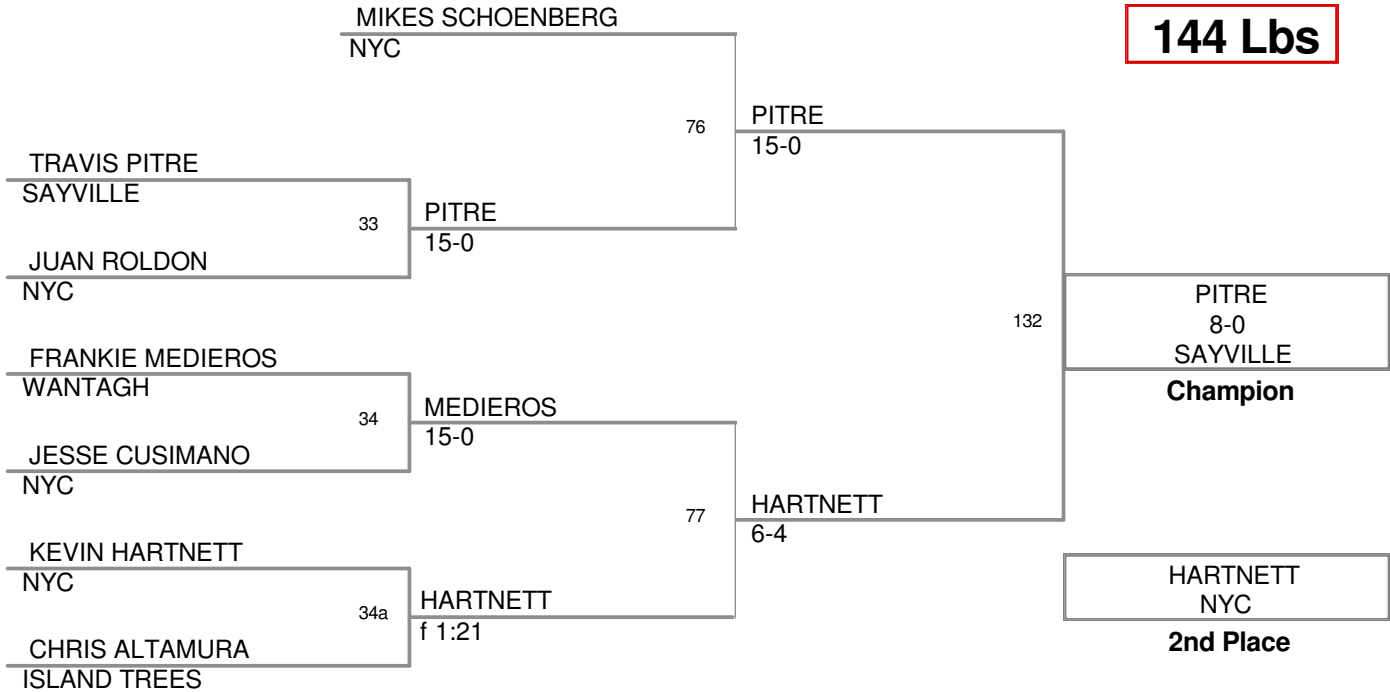 MIKES SCHOENBERG
NYC
144 Lbs
76
PITRE
15-0
TRAVIS PITRE
SAYVILLE
33
PITRE
15-0
JUAN ROLDON
NYC
132
PITRE
8-0
SAYVILLE
Champion
FRANKIE MEDIEROS
WANTAGH
34
MEDIEROS
15-0
JESSE CUSIMANO
NYC
77
HARTNETT
6-4
KEVIN HARTNETT
NYC
34a
HARTNETT
f 1:21
CHRIS ALTAMURA
ISLAND TREES
HARTNETT
NYC
2nd Place